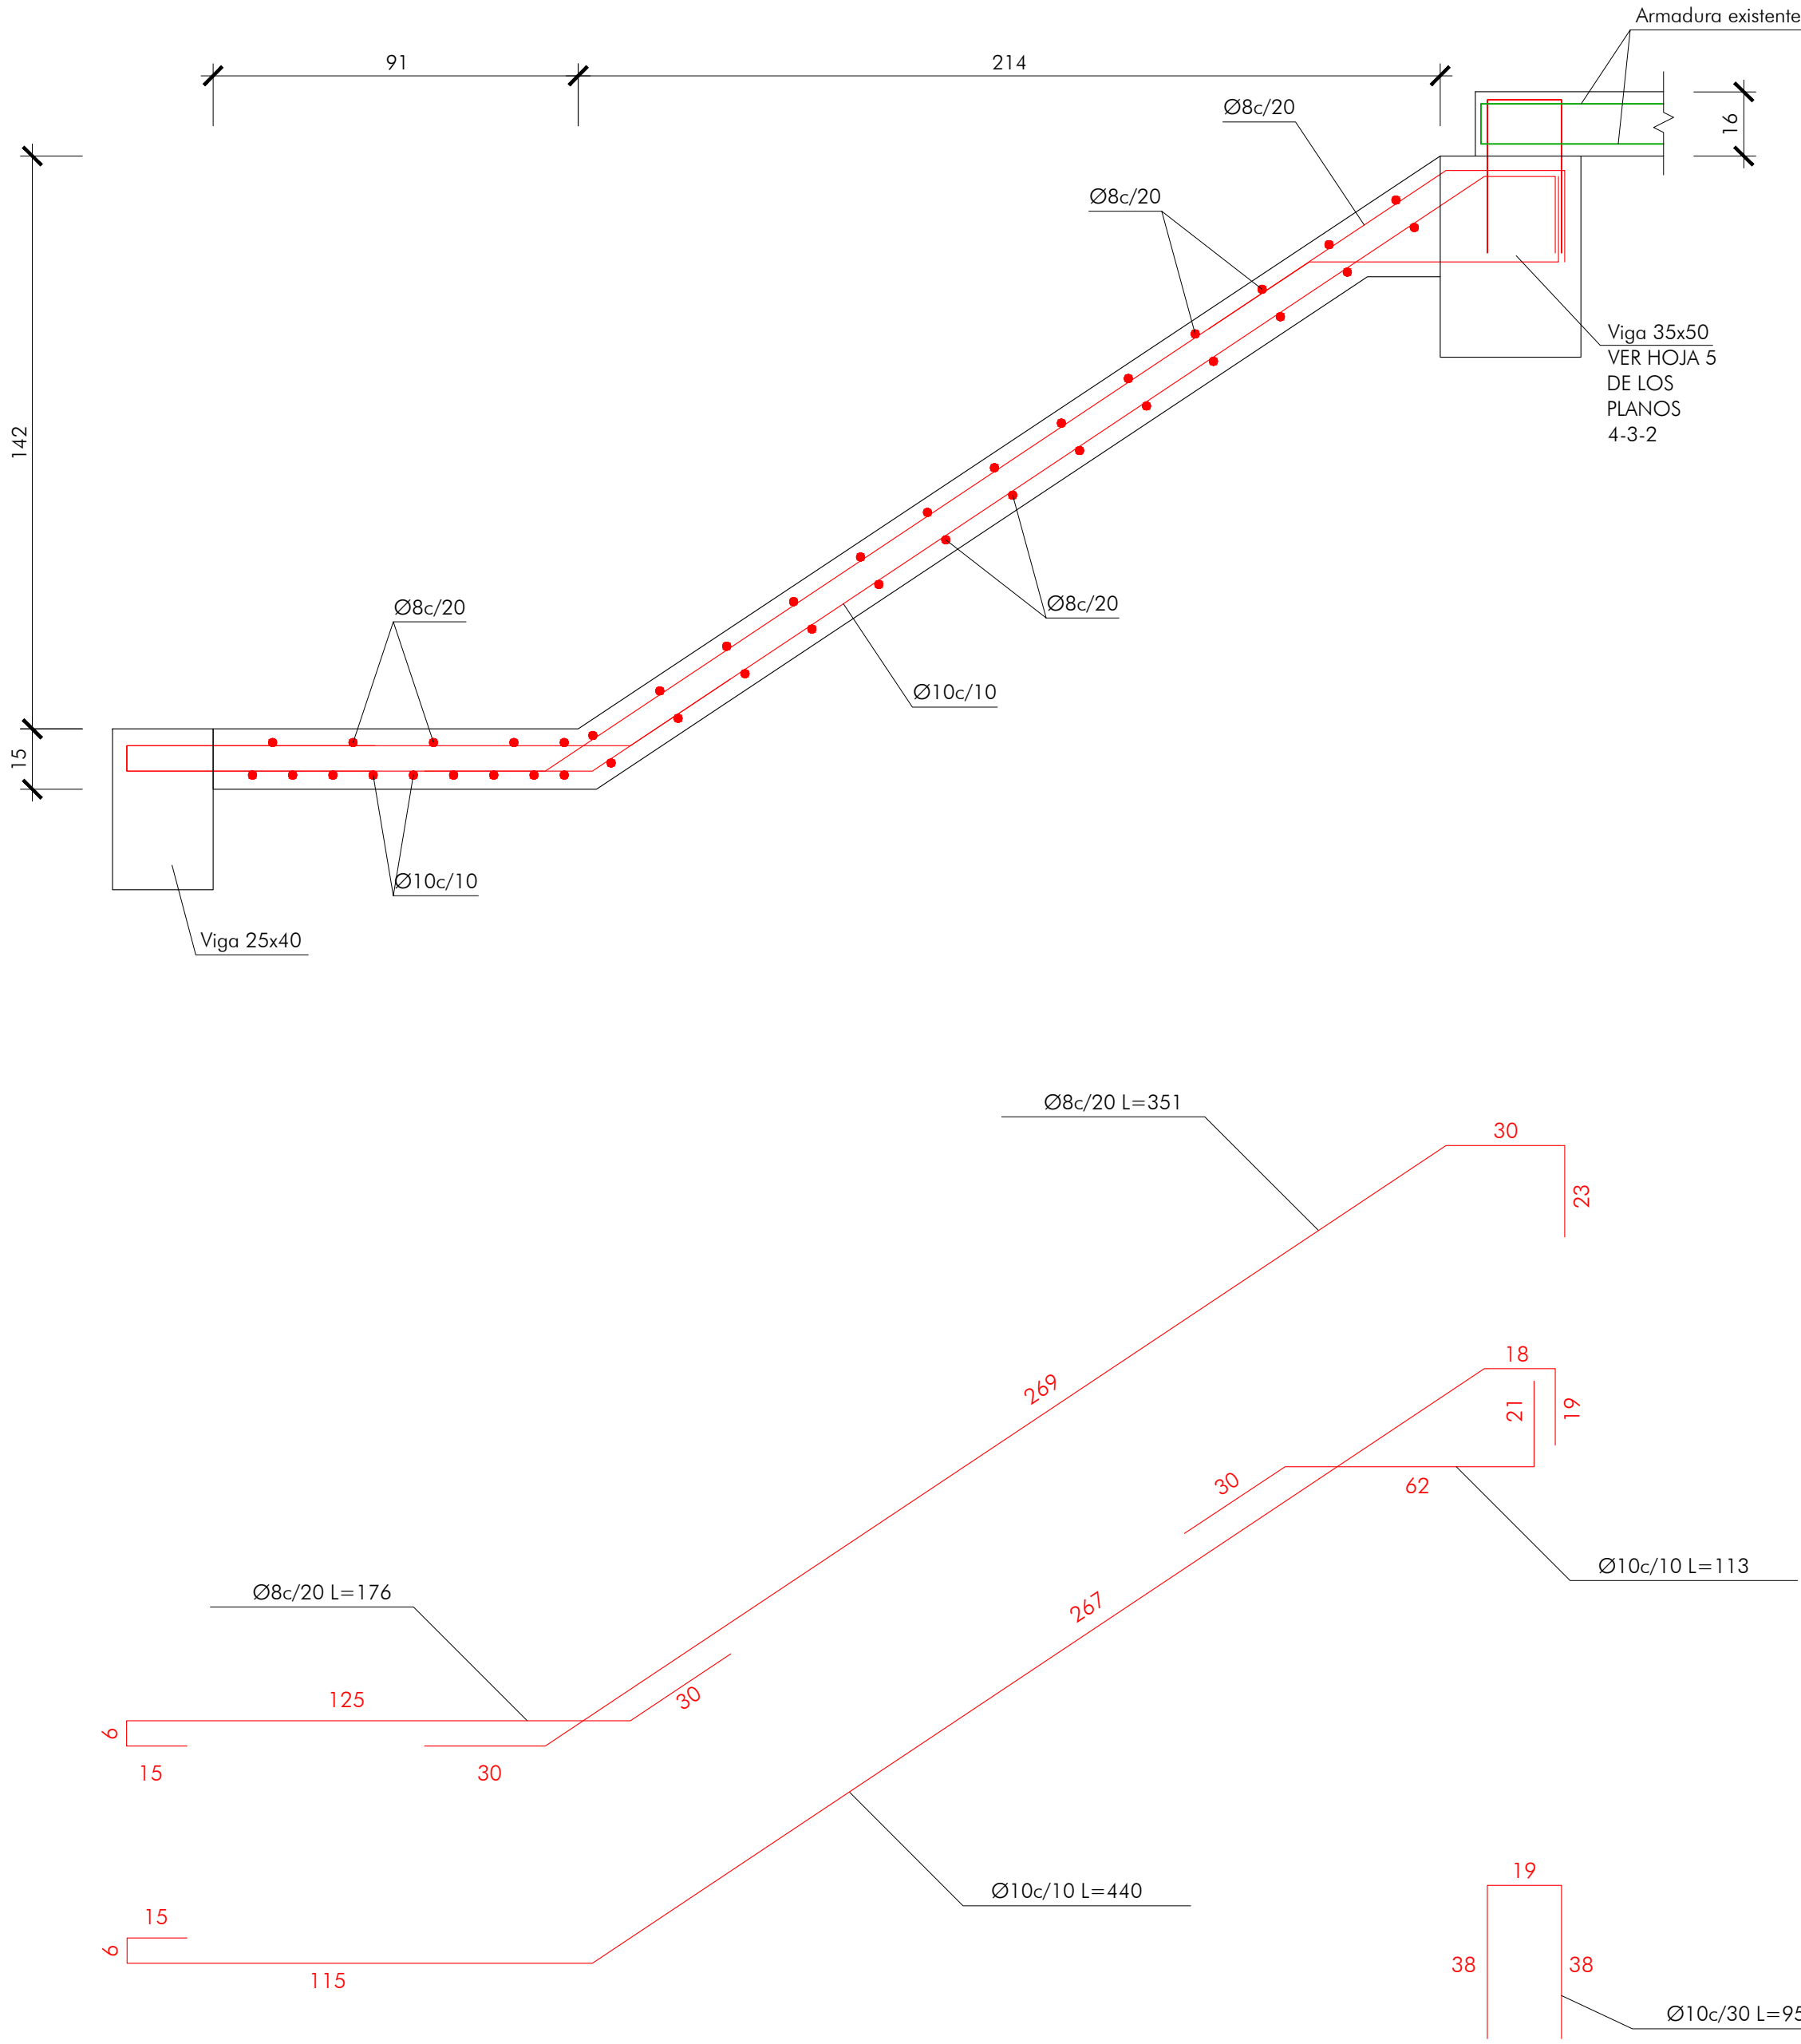 Armadura existente
91
214
Ø8c/20
16
Ø8c/20
Viga 35x50
VER HOJA 5
DE LOS
PLANOS
4-3-2
142
Ø8c/20
Ø8c/20
Ø10c/10
15
Ø10c/10
Viga 25x40
Ø8c/20 L=351
30
23
269
18
21
19
30
62
Ø10c/10 L=113
267
Ø8c/20 L=176
125
30
6
15
30
Ø10c/10 L=440
15
6
115
19
38
38
Ø10c/30 L=95